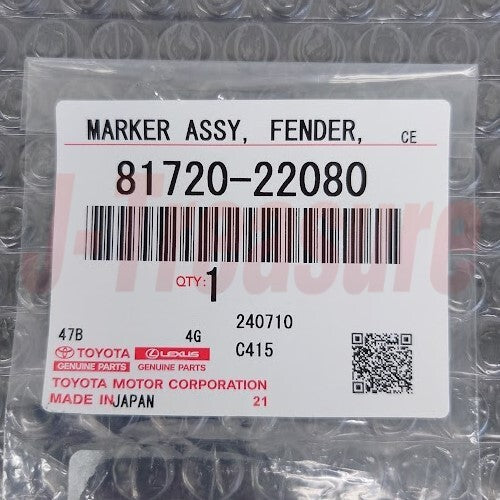 MARKER ASSY, FENDER, CE
81720-22080
QTY: 1
240710
47B 4G
C415
TOYOTA LEXUS
GENUINE PARTS GENUINE PARTS
TOYOTA MOTOR CORPORATION
MADE IN JAPAN 21
J-Treasure